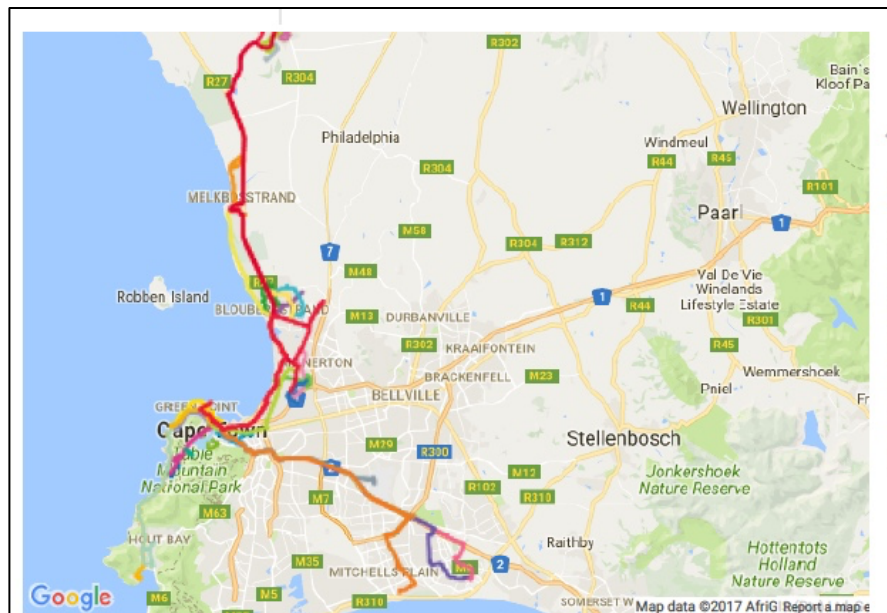 R302
Bain's
Kloof Pa
R27
R304
Wellington
Philadelphia
Windmeul
R44
R45
R304
R101
MELKBOSSTRAND
Paarl
1
M58
7
R304
R312
M48
Val De Vie
Winelands
Lifestyle Estate
Robben Island
1
R27
R44
R301
M13
DURBANVILLE
R302
KRAAIFONTEIN
R45
Wemmershoek
NERTON
BRACKENFELL
M23
Pniel
BELLVILLE
GREEN POINT
Fr
Cape Town
Stellenbosch
M29
R300
Mountain
National Park
M12
R102
Jonkershoek
Nature Reserve
M7
R310
M63
HOUT BAY
Raithby
M35
2
Hottentots
Holland
Nature Reserve
MITCHELLS PLAIN
Google
M6
M5
R310
SOMERSET W
Map data ©2017 AfriG
Report a map e